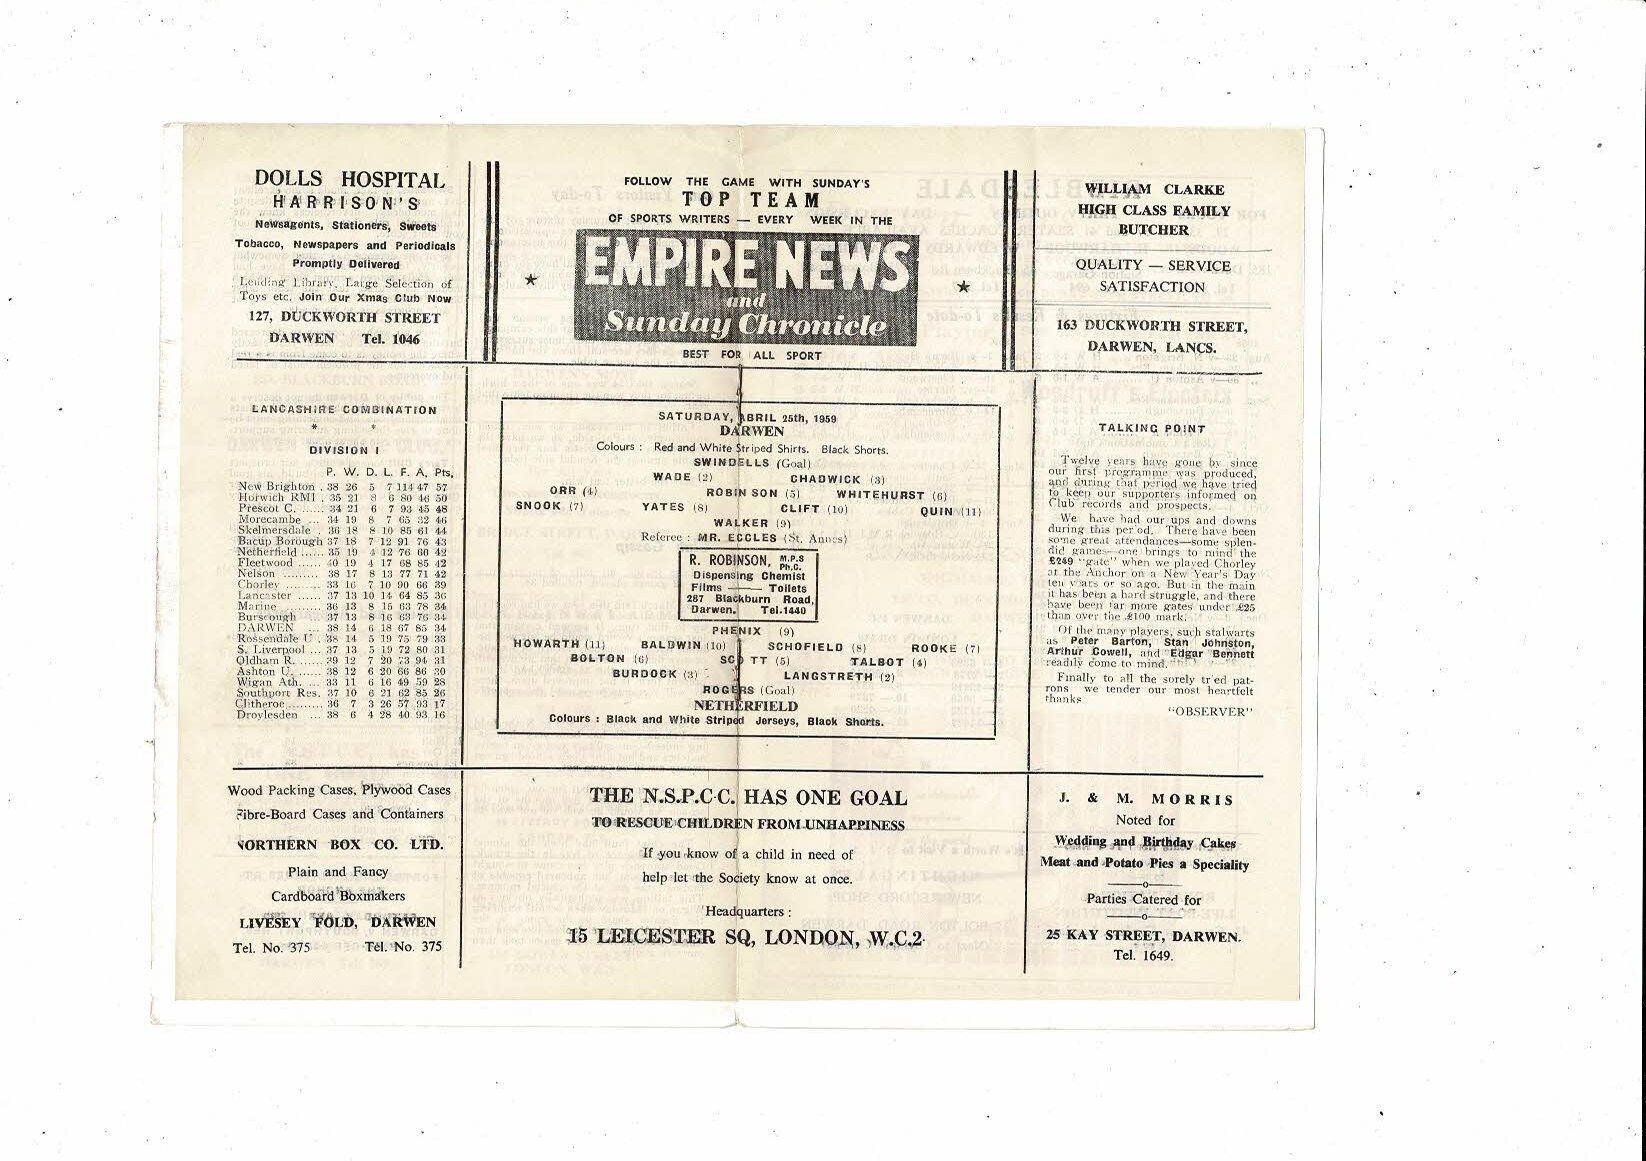 DOLLS HOSPITAL
HARRISON'S
Newsagents, Stationers, Sweets
Tobacco, Newspapers and Periodicals
Promptly Delivered
Lending Library, Large Selection of
Toys etc. Join Our Xmas Club Now
127, DUCKWORTH STREET
DARWEN Tel. 1046
FOLLOW THE GAME WITH SUNDAY'S
TOP TEAM
OF SPORTS WRITERS — EVERY WEEK IN THE
EMPIRE NEWS
and
Sunday Chronicle
BEST FOR ALL SPORT
WILLIAM CLARKE
HIGH CLASS FAMILY
BUTCHER
QUALITY — SERVICE
SATISFACTION
163 DUCKWORTH STREET,
DARWEN, LANCS.
LANCASHIRE COMBINATION
* *
DIVISION I
P. W. D. L. F. A. Pts,
New Brighton . 38 26 5 7 114 47 57
Horwich RMI . 35 21 8 6 80 46 50
Prescot C. ...... 34 21 6 7 93 45 48
Morecambe ... 34 19 8 7 65 32 46
Skelmersdale . 36 18 8 10 85 61 44
Bacup Borough 37 18 7 12 91 76 43
Netherfield ...... 35 19 4 12 76 60 42
Fleetwood ...... 40 19 4 17 68 85 42
Nelson ......... 38 17 8 13 77 71 42
Chorley ......... 33 16 7 10 90 66 39
Lancaster ...... 37 13 10 14 64 85 36
Marine ......... 36 13 8 15 63 78 34
Burscough ...... 37 13 8 16 63 76 34
DARWEN ... 38 14 6 18 67 85 34
Rossendale U . 38 14 5 19 75 79 33
S. Liverpool ... 37 13 5 19 72 80 31
Oldham R. ...... 39 12 7 20 73 94 31
Ashton U. ...... 38 12 6 20 66 86 30
Wigan Ath. ... 33 11 6 16 49 59 28
Southport Res. 37 10 6 21 62 85 26
Clitheroe......... 36 7 3 26 57 93 17
Droylesden ... 38 6 4 28 40 93 16
SATURDAY, ABRIL 25th, 1959
DARWEN
Colours : Red and White Striped Shirts. Black Shorts.
SWINDELLS (Goal)
WADE (2) CHADWICK (3)
ORR (4) ROBIN SON (5) WHITEHURST (6)
SNOOK (7) YATES (8) CLIFT (10) QUIN (11)
WALKER (9)
Referee : MR. ECCLES (St. Annes)
R. ROBINSON, M.P.S Ph.C.
Dispensing Chemist
Films —— Toilets
287 Blackburn Road,
Darwen. Tel.1440
PHENIX (9)
HOWARTH (11) BALDWIN (10) SCHOFIELD (8) ROOKE (7)
BOLTON (6) SCOTT (5) TALBOT (4)
BURDOCK (3) LANGSTRETH (2)
ROGERS (Goal)
NETHERFIELD
Colours : Black and White Striped Jerseys, Black Shorts.
TALKING POINT
Twelve years have gone by since
our first programme was produced,
and during that period we have tried
to keep our supporters informed on
Club records and prospects.
We have had our ups and downs
during this per'od. There have been
some great attendances—some splen-
did games—one brings to mind the
£249 "gate" when we played Chorley
at the Anchor on a New Year's Day
ten years or so ago. But in the main
it has been a hard struggle, and there
have been far more gates under £25
than over the £100 mark.
Of the many players, such stalwarts
as Peter Barton, Stan Johnston,
Arthur Cowell, and Edgar Bennett
readily come to mind.
Finally to all the sorely tr'ed pat-
rons we tender our most heartfelt
thanks
"OBSERVER"
Wood Packing Cases, Plywood Cases
Fibre-Board Cases and Containers
NORTHERN BOX CO. LTD.
Plain and Fancy
Cardboard Boxmakers
LIVESEY FOLD, DARWEN
Tel. No. 375 Tel. No. 375
THE N.S.P.C.C. HAS ONE GOAL
TO RESCUE CHILDREN FROM UNHAPPINESS
If you know of a child in need of
help let the Society know at once.
Headquarters :
15 LEICESTER SQ, LONDON, W.C.2.
J. & M. MORRIS
Noted for
Wedding and Birthday Cakes
Meat and Potato Pies a Speciality
——o——
Parties Catered for
——o——
25 KAY STREET, DARWEN.
Tel. 1649.